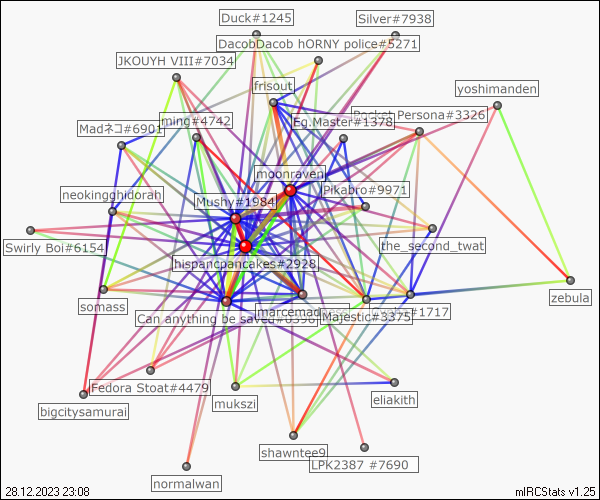 Duck#1245
Silver#7938
DacobDacob hORNY police#5271
JKOUYH VIII#7034
frisout
yoshimanden
Persona#3326
ming#4742
Eg.Master#1378
Madネコ#6901
moonraven
Pikabro#9971
neokingghidorah
Mushy#1984
Swirly Boi#6154
the_second_twat
hispancpancakes#2928
zebula
somass
marcemad
Can anything be saved#8398
Majestic#3375
#1717
Fedora Stoat#4479
eliakith
bigcitysamurai
mukszi
shawntee9
LPK2387 #7690
normalwan
28.12.2023 23:08
mIRCStats v1.25